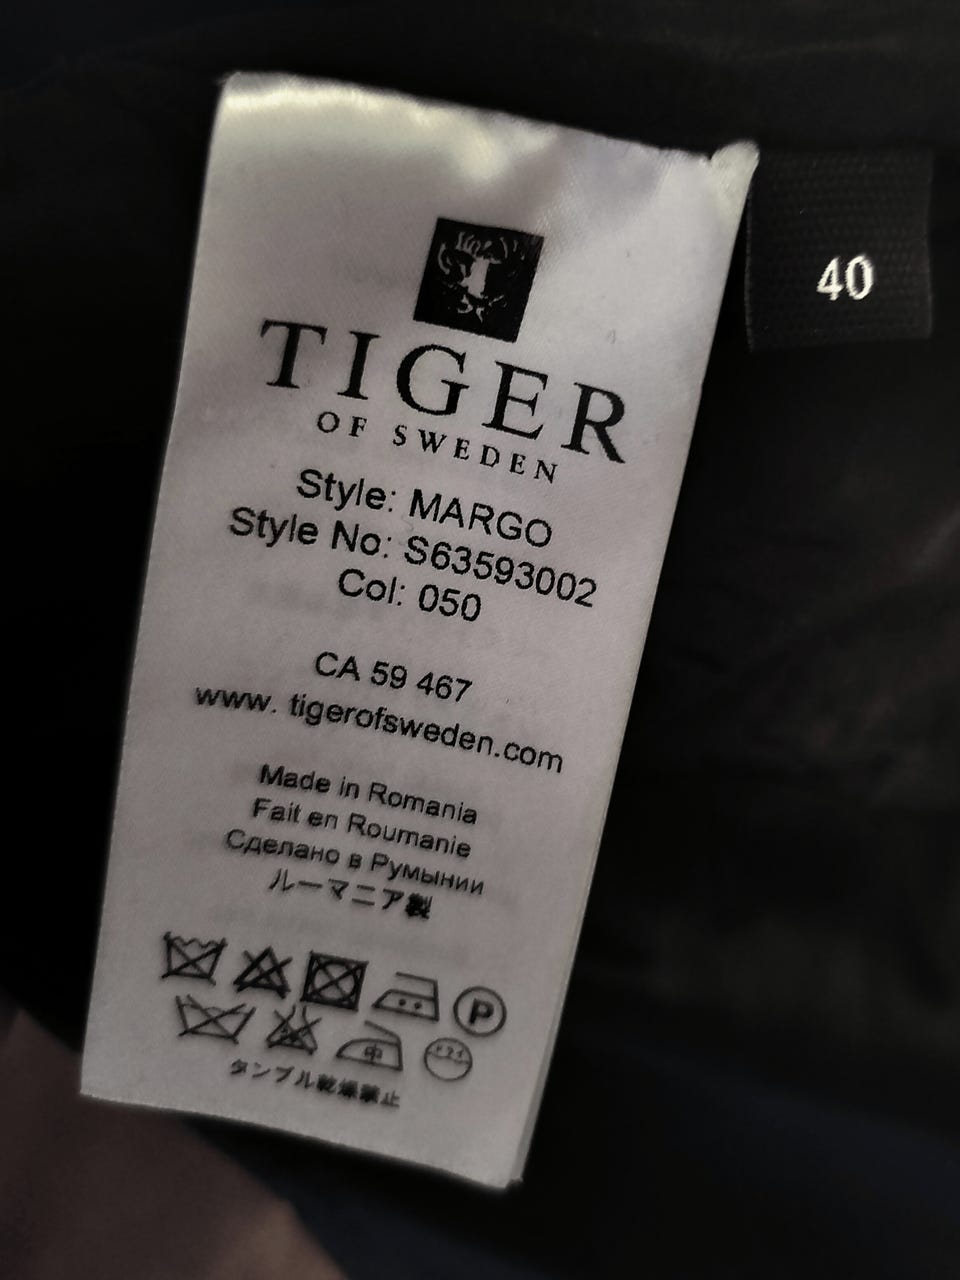 TIGER
OF SWEDEN
40
Style: MARGO
Style No: S63593002
Col: 050
CA 59 467
www. tigerofsweden.com
Made in Romania
Fait en Roumanie
Сделано в Румынии
ルーマニア製
P
中
タンブル乾燥禁止